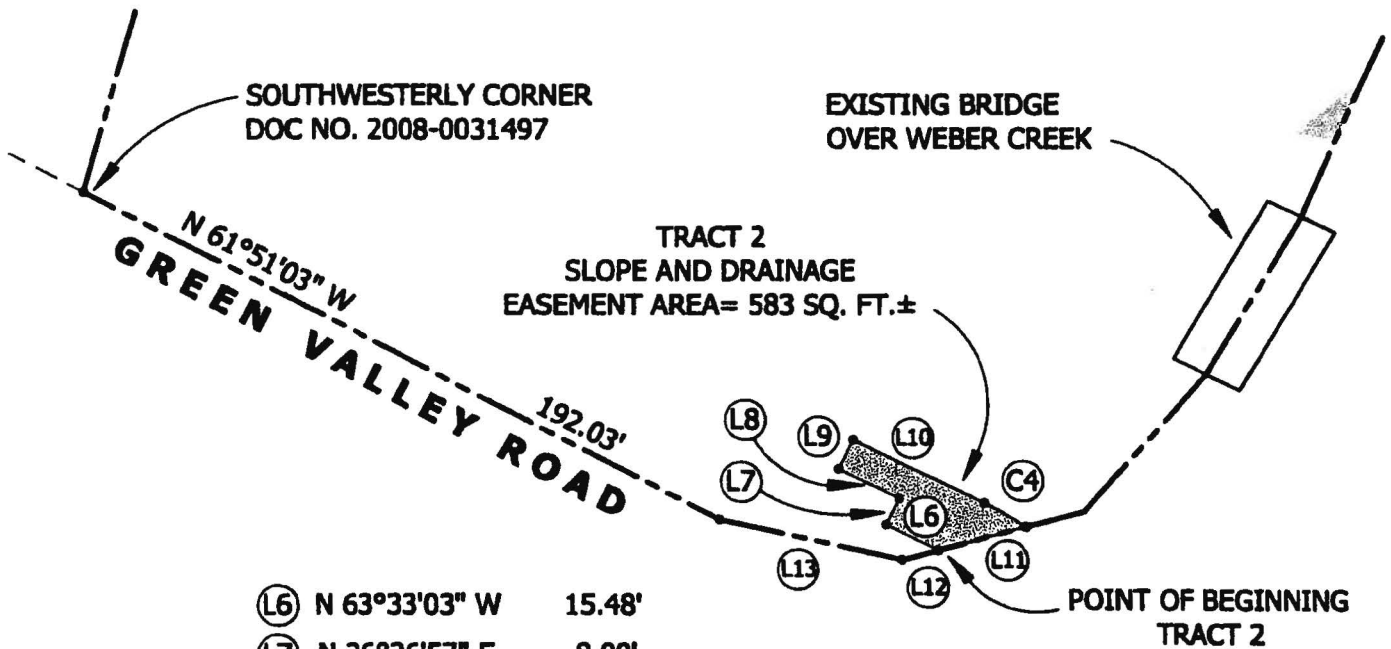 SOUTHWESTERLY CORNER
DOC NO. 2008-0031497
EXISTING BRIDGE
OVER WEBER CREEK
N 61°51'03" W
192.03'
GREEN VALLEY ROAD
TRACT 2
SLOPE AND DRAINAGE
EASEMENT AREA= 583 SQ. FT.±
L8
L9
L10
L7
L6
C4
L13
L12
L11
POINT OF BEGINNING
TRACT 2
L6 N 63°33'03" W 15.48'